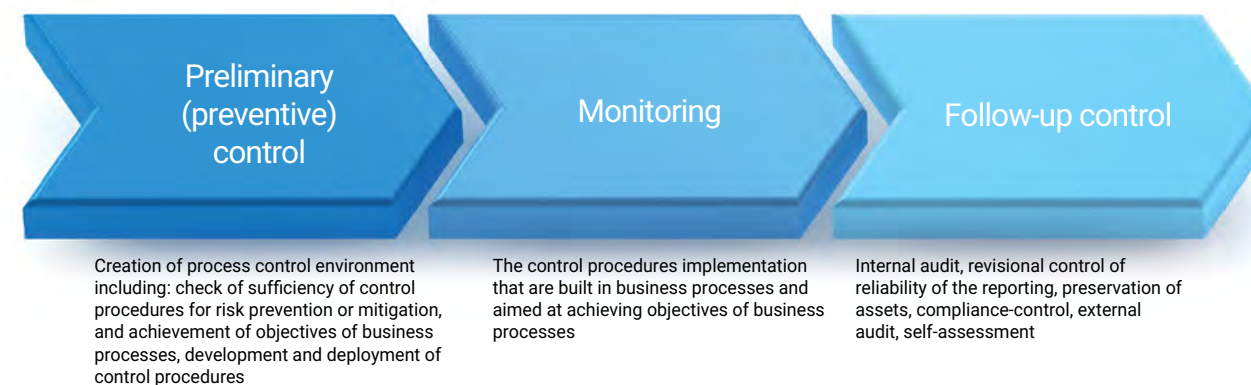 Preliminary
(preventive)
control
Monitoring
Follow-up control
Creation of process control environment
including: check of sufficiency of control
procedures for risk prevention or mitigation,
and achievement of objectives of business
processes, development and deployment of
control procedures
The control procedures implementation
that are built in business processes and
aimed at achieving objectives of business
processes
Internal audit, revisional control of
reliability of the reporting, preservation of
assets, compliance-control, external
audit, self-assessment